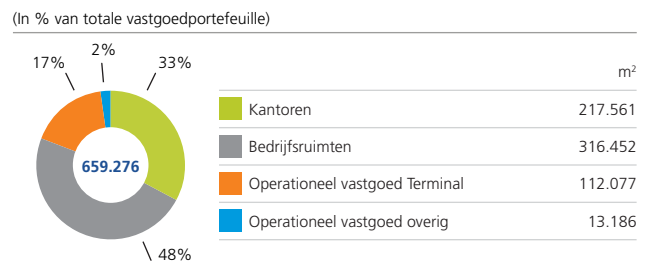 (In % van totale vastgoedportefeuille)
2%
17%
33%
659.276
48%
m²
Kantoren 217.561
Bedrijfsruimten 316.452
Operationeel vastgoed Terminal 112.077
Operationeel vastgoed overig 13.186